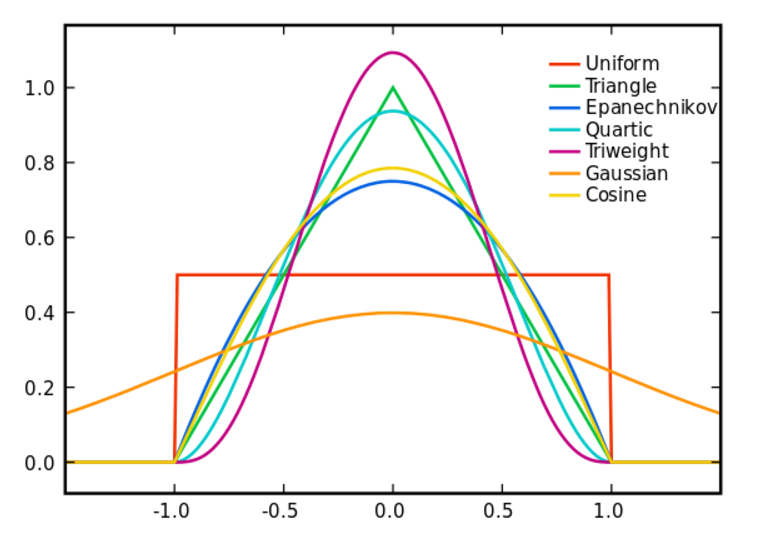 Uniform
Triangle
Epanechnikov
Quartic
Triweight
Gaussian
Cosine
1.0
0.8
0.6
0.4
0.2
0.0
-1.0 -0.5 0.0 0.5 1.0